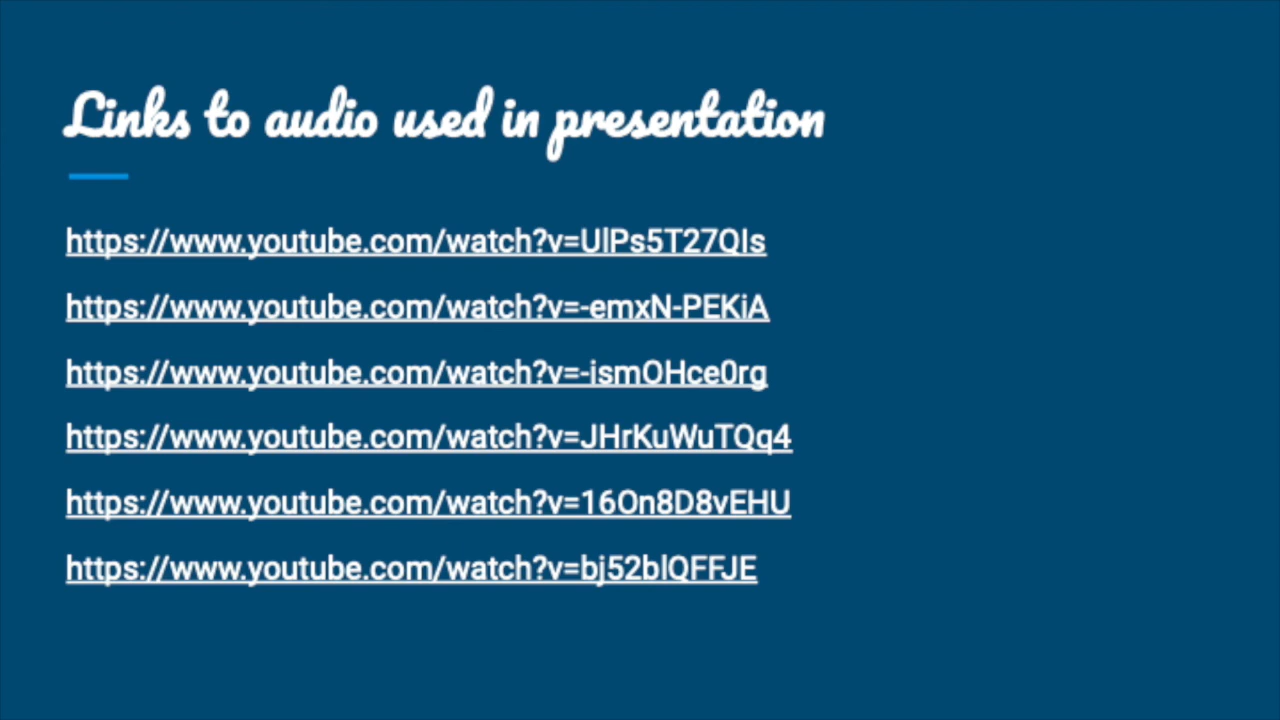 Links to audio used in presentation
https://www.youtube.com/watch?v=UlPs5T27QIs
https://www.youtube.com/watch?v=-emxN-PEKiA
https://www.youtube.com/watch?v=-ismOHce0rg
https://www.youtube.com/watch?v=JHrKuWuTQq4
https://www.youtube.com/watch?v=16On8D8vEHU
https://www.youtube.com/watch?v=bj52blQFFJE